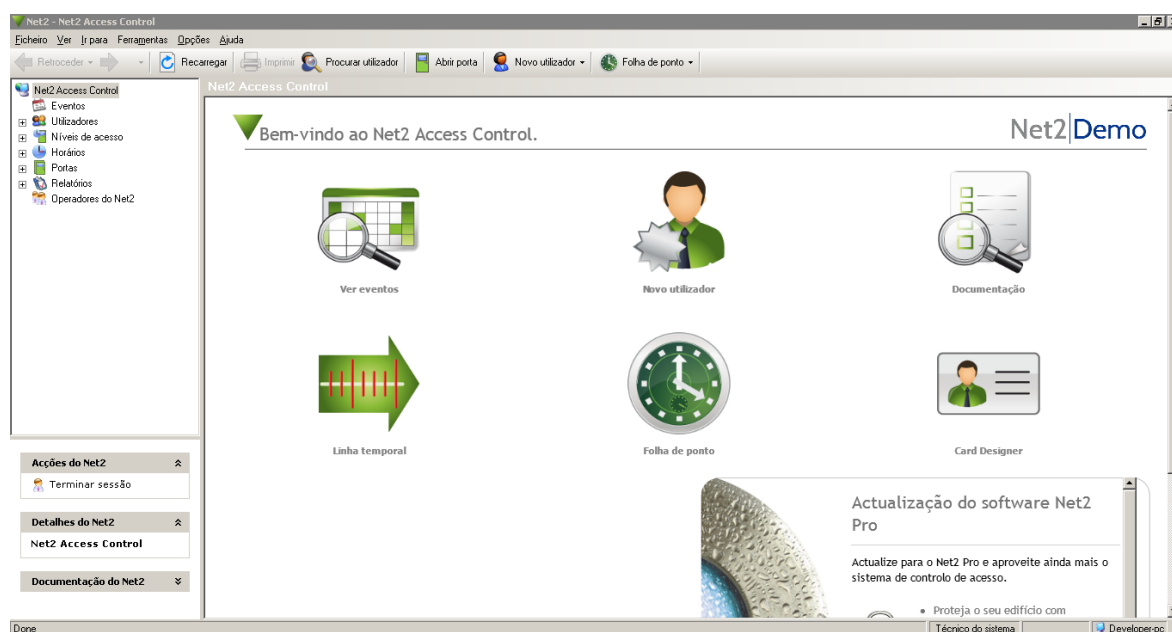 Net2 - Net2 Access Control
Ficheiro Ver Ir para Ferramentas Opções Ajuda
Retroceder Recarregar Imprimir Procurar utilizador Abrir porta Novo utilizador Folha de ponto
Net2 Access Control
Eventos
Utilizadores
Níveis de acesso
Horários
Portas
Relatórios
Operadores do Net2
Acções do Net2
Terminar sessão
Detalhes do Net2
Net2 Access Control
Documentação do Net2
Net2 Access Control
Bem-vindo ao Net2 Access Control.
Net2 Demo
Ver eventos
Novo utilizador
Documentação
Linha temporal
Folha de ponto
Card Designer
Actualização do software Net2
Pro
Actualize para o Net2 Pro e aproveite ainda mais o
sistema de controlo de acesso.
• Proteja o seu edifício com
Done
Técnico do sistema
Developer-pc